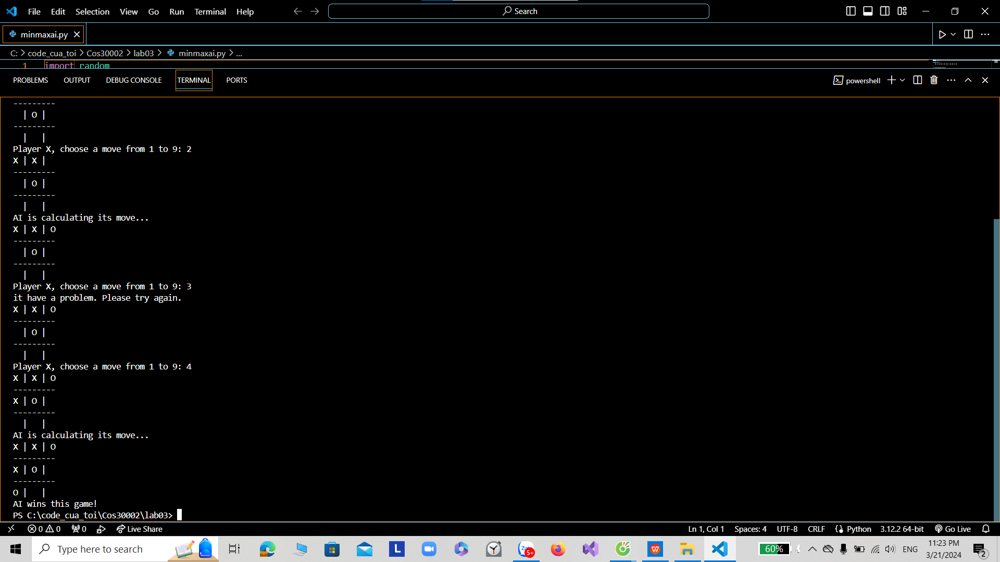 File Edit Selection View Go Run Terminal Help Search
minmaxai.py
C: > code_cua_toi > Cos30002 > lab03 > minmaxai.py > ...
1 import random
PROBLEMS OUTPUT DEBUG CONSOLE TERMINAL PORTS powershell
---------
  | O |
---------
  |   |
Player X, choose a move from 1 to 9: 2
X | X |
---------
  | O |
---------
  |   |
AI is calculating its move...
X | X | O
---------
  | O |
---------
  |   |
Player X, choose a move from 1 to 9: 3
it have a problem. Please try again.
X | X | O
---------
  | O |
---------
  |   |
Player X, choose a move from 1 to 9: 4
X | X | O
---------
X | O |
---------
  |   |
AI is calculating its move...
X | X | O
---------
X | O |
---------
O |   |
AI wins this game!
PS C:\code_cua_toi\Cos30002\lab03>
0 0 0 Live Share Ln 1, Col 1 Spaces: 4 UTF-8 CRLF Python 3.12.2 64-bit Go Live
Type here to search L 5+ 60% ENG 11:23 PM
3/21/2024 2